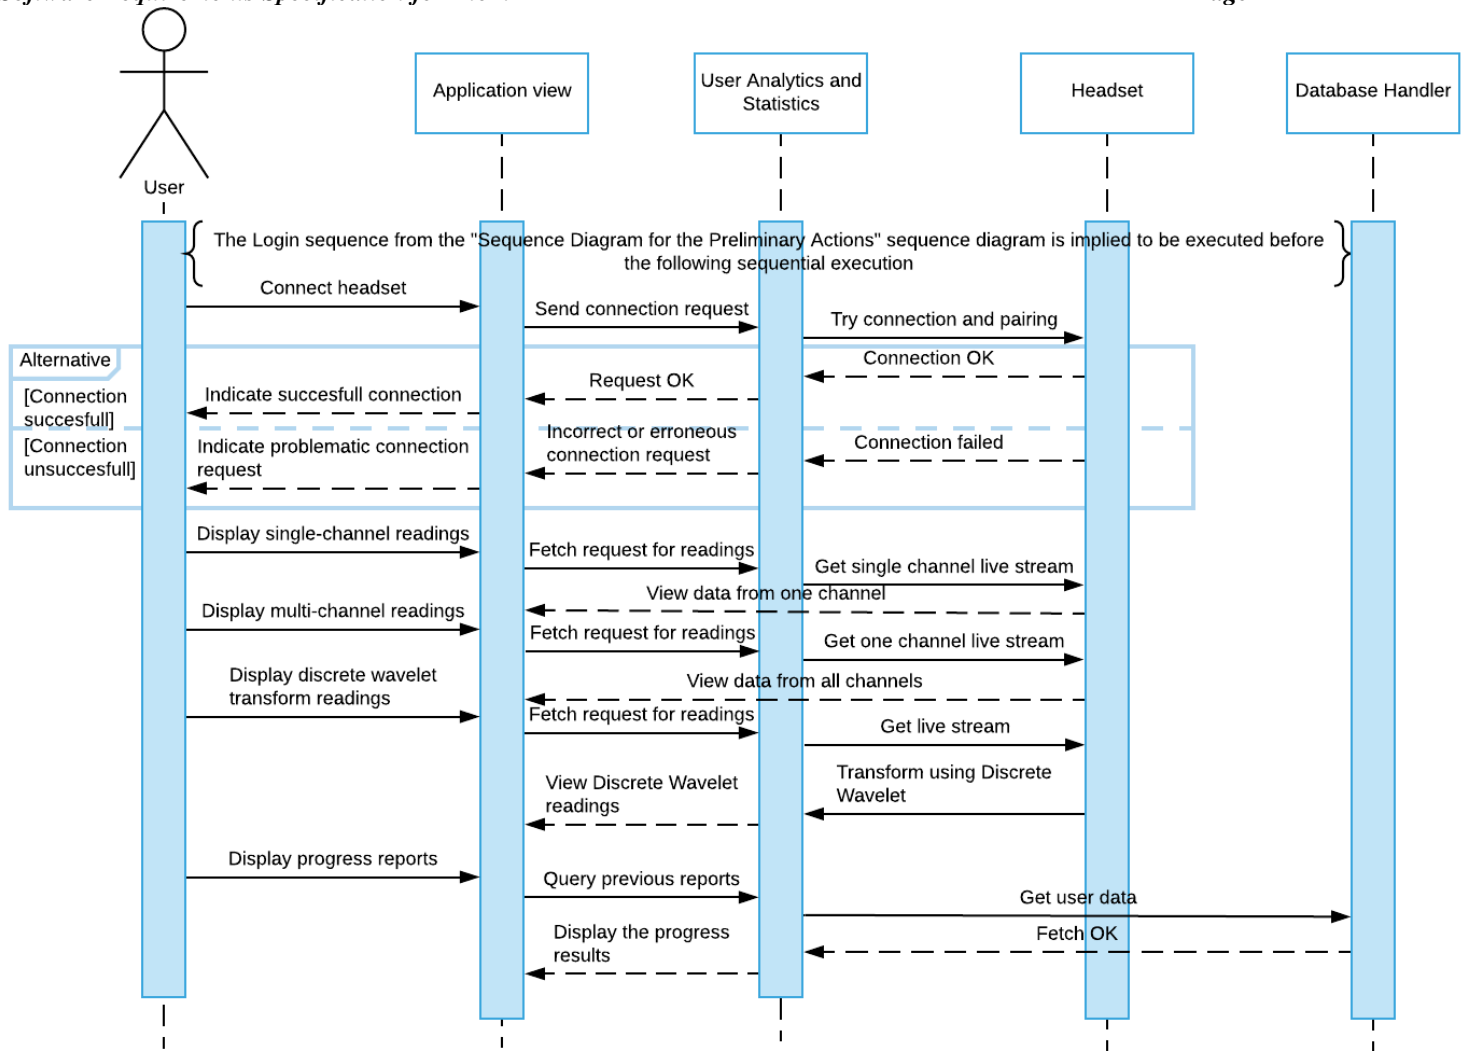 User
Application view
User Analytics and
Statistics
Headset
Database Handler
The Login sequence from the "Sequence Diagram for the Preliminary Actions" sequence diagram is implied to be executed before
the following sequential execution
Connect headset
Send connection request
Try connection and pairing
Alternative
[Connection
succesfull]
Connection OK
Request OK
Indicate succesfull connection
[Connection
unsuccesfull]
Connection failed
Incorrect or erroneous
connection request
Indicate problematic connection
request
Display single-channel readings
Fetch request for readings
Get single channel live stream
View data from one channel
Display multi-channel readings
Fetch request for readings
Get one channel live stream
View data from all channels
Display discrete wavelet
transform readings
Fetch request for readings
Get live stream
Transform using Discrete
Wavelet
View Discrete Wavelet
readings
Display progress reports
Query previous reports
Get user data
Fetch OK
Display the progress
results